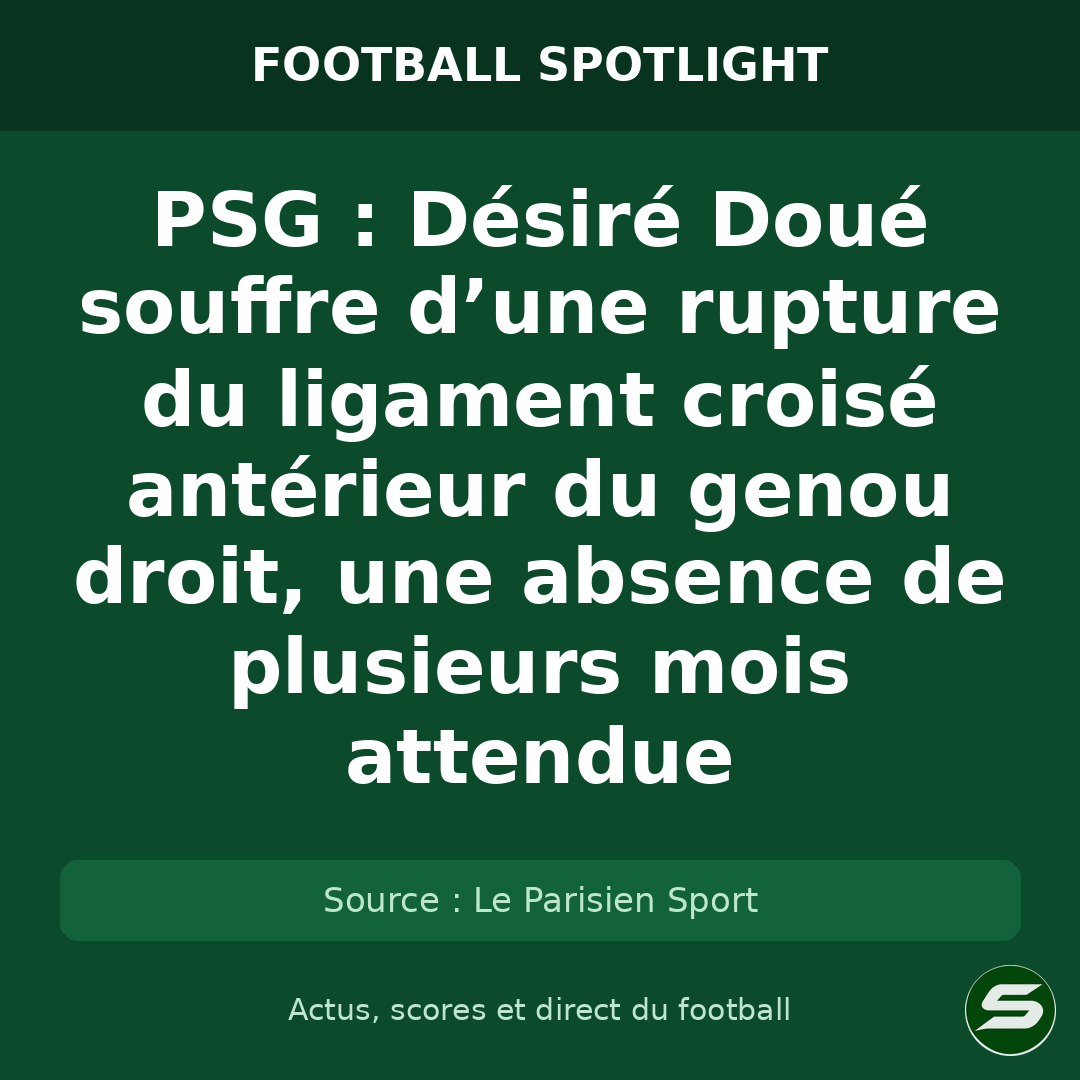 FOOTBALL SPOTLIGHT
PSG : Désiré Doué
souffre d’une rupture
du ligament croisé
antérieur du genou
droit, une absence de
plusieurs mois
attendue
Source : Le Parisien Sport
Actus, scores et direct du football
S